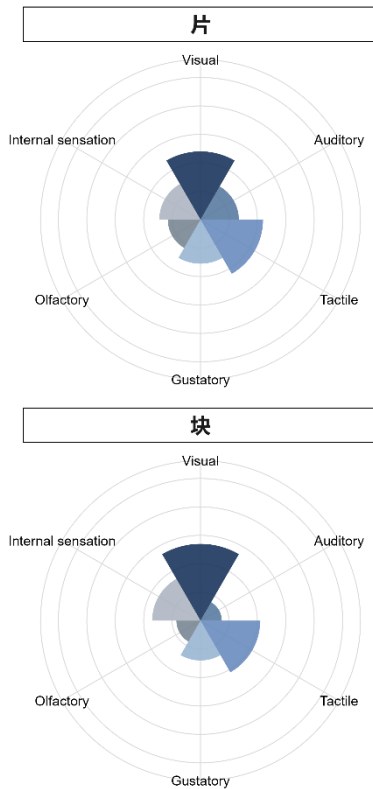 片
Visual
Internal sensation
Auditory
Olfactory
Tactile
Gustatory
块
Visual
Internal sensation
Auditory
Olfactory
Tactile
Gustatory